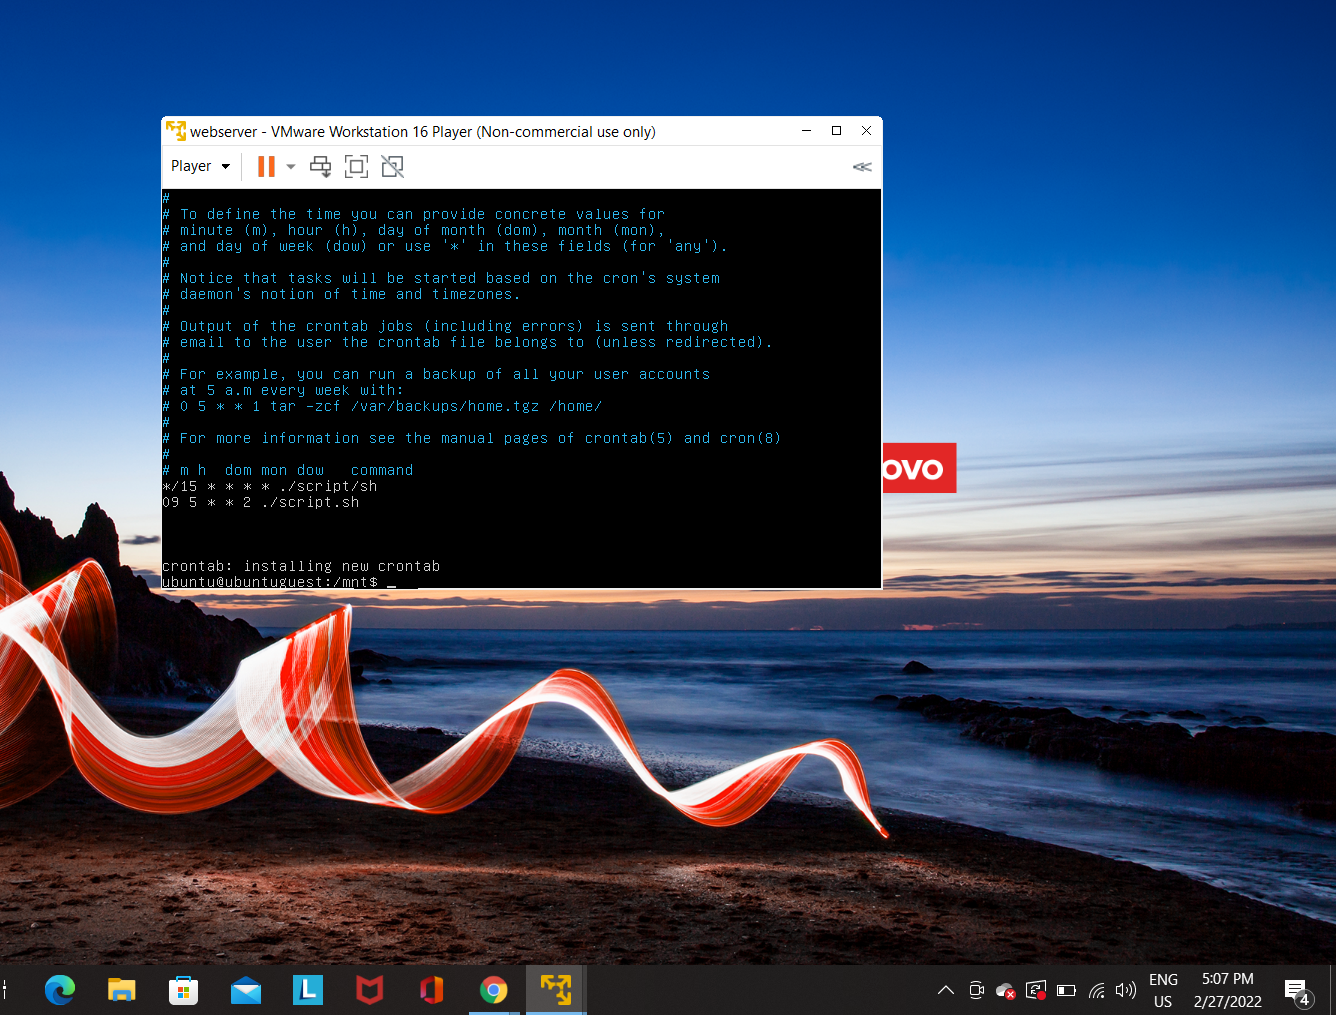 webserver - VMware Workstation 16 Player (Non-commercial use only)
Player
#
# To define the time you can provide concrete values for
# minute (m), hour (h), day of month (dom), month (mon),
# and day of week (dow) or use '*' in these fields (for 'any').
#
# Notice that tasks will be started based on the cron's system
# daemon's notion of time and timezones.
#
# Output of the crontab jobs (including errors) is sent through
# email to the user the crontab file belongs to (unless redirected).
#
# For example, you can run a backup of all your user accounts
# at 5 a.m every week with:
# 0 5 * * 1 tar -zcf /var/backups/home.tgz /home/
#
# For more information see the manual pages of crontab(5) and cron(8)
#
# m h  dom mon dow   command
*/15 * * * * ./script/sh
09 5 * * 2 ./script.sh
crontab: installing new crontab
ubuntu@ubuntuguest:/mnt$ _
ovo
L
ENG
US
5:07 PM
2/27/2022
4